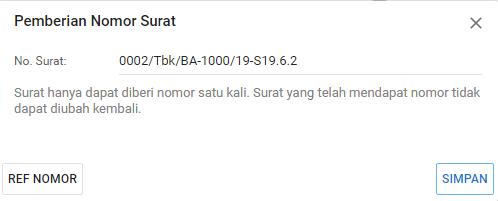 Pemberian Nomor Surat
No. Surat: 0002/Tbk/BA-1000/19-S19.6.2
Surat hanya dapat diberi nomor satu kali. Surat yang telah mendapat nomor tidak
dapat diubah kembali.
REF NOMOR SIMPAN